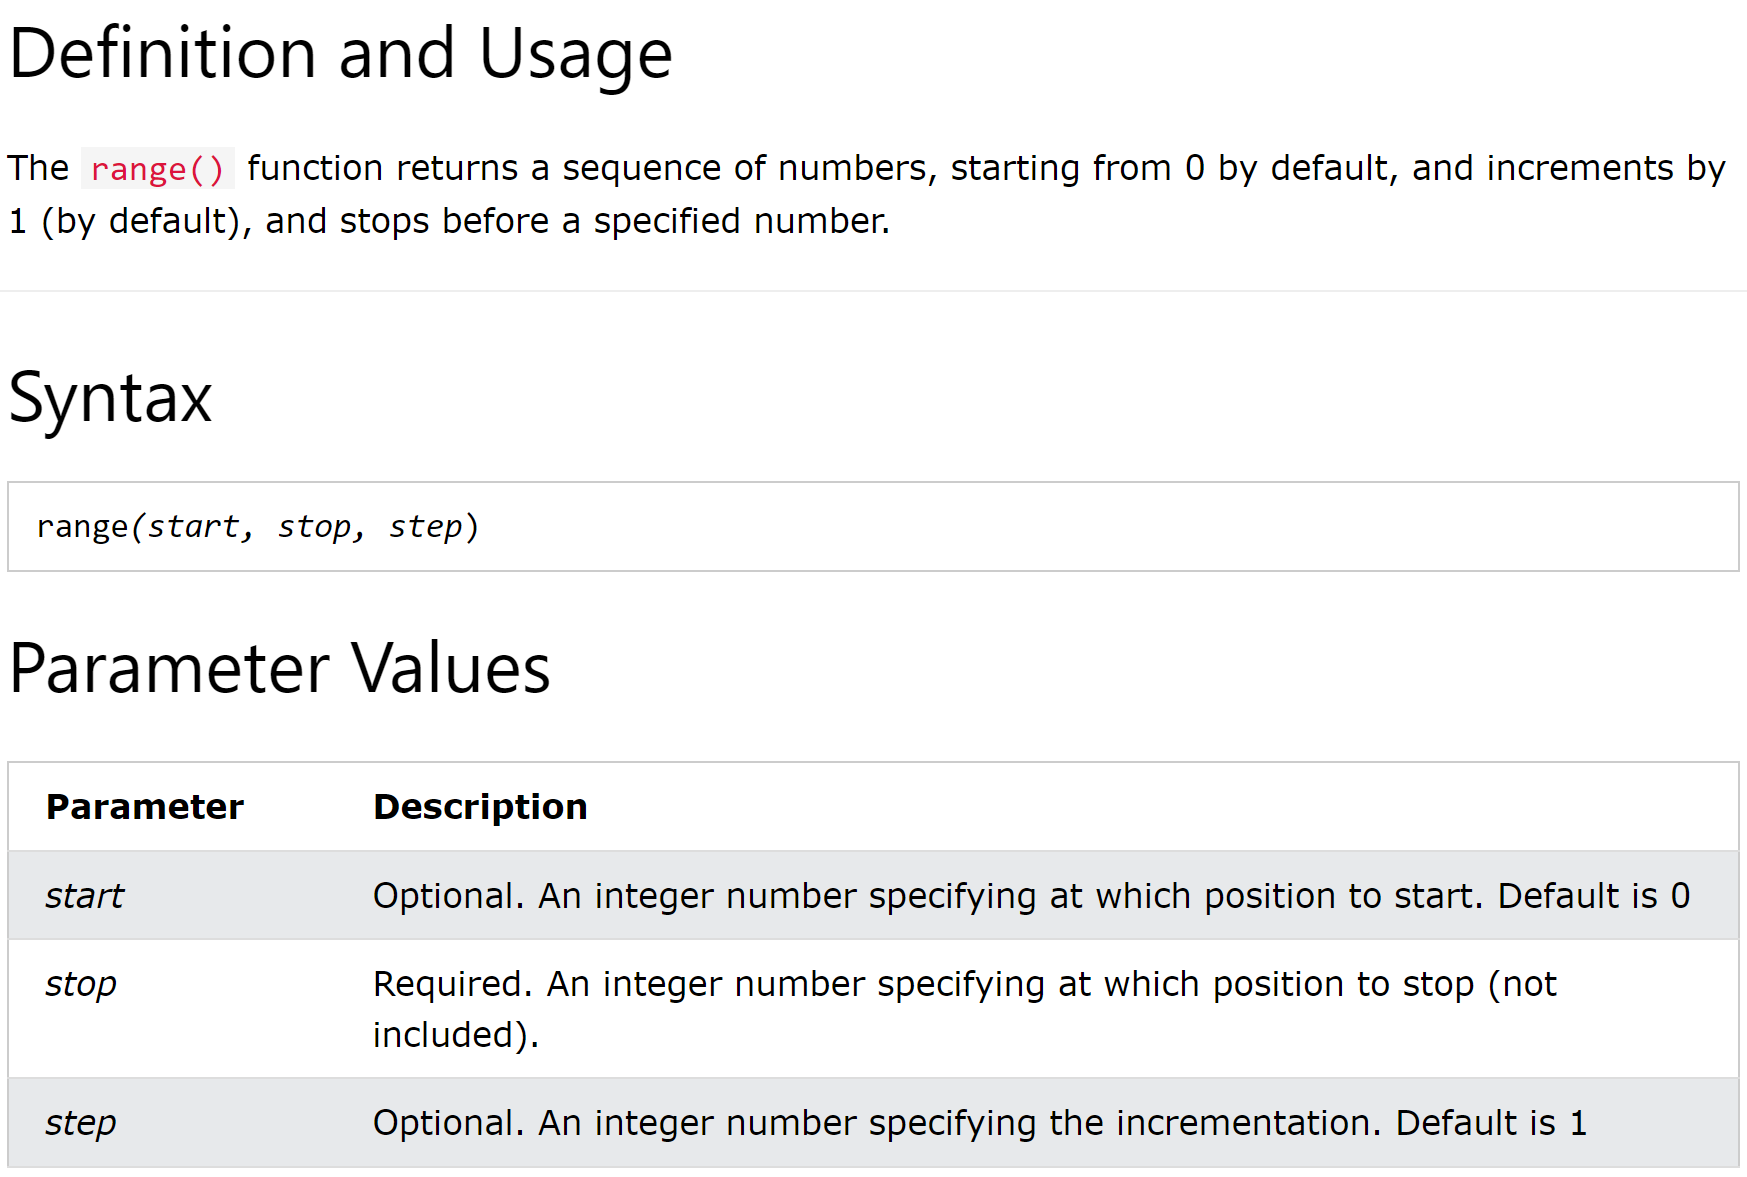 Definition and Usage
The range() function returns a sequence of numbers, starting from 0 by default, and increments by
1 (by default), and stops before a specified number.
Syntax
range(start, stop, step)
Parameter Values
Parameter Description
start Optional. An integer number specifying at which position to start. Default is 0
stop Required. An integer number specifying at which position to stop (not
included).
step Optional. An integer number specifying the incrementation. Default is 1